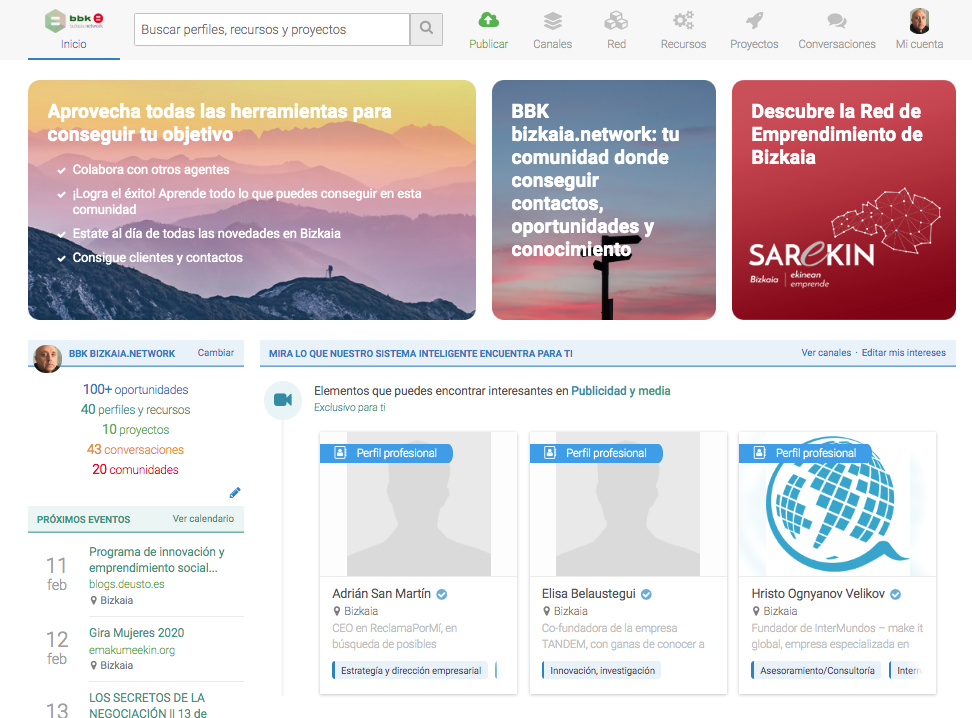 bbk
Inicio
Buscar perfiles, recursos y proyectos
Publicar
Canales
Red
Recursos
Proyectos
Conversaciones
Mi cuenta
Aprovecha todas las herramientas para
conseguir tu objetivo
Colabora con otros agentes
¡Logra el éxito! Aprende todo lo que puedes conseguir en esta
comunidad
Estate al día de todas las novedades en Bizkaia
Consigue clientes y contactos
BBK
bizkaia.network: tu
comunidad donde
conseguir
contactos,
oportunidades y
conocimiento
Descubre la Red de
Emprendimiento de
Bizkaia
SAReKIN
Bizkaia | ekinean
emprende
BBK BIZKAIA.NETWORK Cambiar
100+ oportunidades
40 perfiles y recursos
10 proyectos
43 conversaciones
20 comunidades
PRÓXIMOS EVENTOS Ver calendario
11
feb
Programa de innovación y
emprendimiento social...
blogs.deusto.es
Bizkaia
12
feb
Gira Mujeres 2020
emakumeekin.org
Bizkaia
13
LOS SECRETOS DE LA
NEGOCIACIÓN || 13 de
MIRA LO QUE NUESTRO SISTEMA INTELIGENTE ENCUENTRA PARA TI
Ver canales · Editar mis intereses
Elementos que puedes encontrar interesantes en Publicidad y media
Exclusivo para ti
Perfil profesional
Adrián San Martín
Bizkaia
CEO en ReclamaPorMí, en
búsqueda de posibles
Estrategía y dirección empresarial
Perfil profesional
Elisa Belaustegui
Bizkaia
Co-fundadora de la empresa
TANDEM, con ganas de conocer a
Innovación, investigación
Perfil profesional
Hristo Ognyanov Velikov
Bizkaia
Fundador de InterMundos – make it
global, empresa especializada en
Asesoramiento/Consultoría
Intern